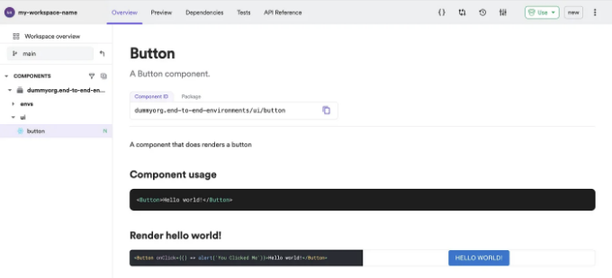 my-workspace-name
Overview Preview Dependencies Tests API Reference
Use
new
Workspace overview
main
COMPONENTS
dummyorg.end-to-end-en...
envs
ui
button
N
Button
A Button component.
Component ID Package
dummyorg.end-to-end-environments/ui/button
A component that does renders a button
Component usage
<Button>Hello world!</Button>
Render hello world!
<Button onClick={() => alert('You Clicked Me')}>Hello world!</Button>
HELLO WORLD!